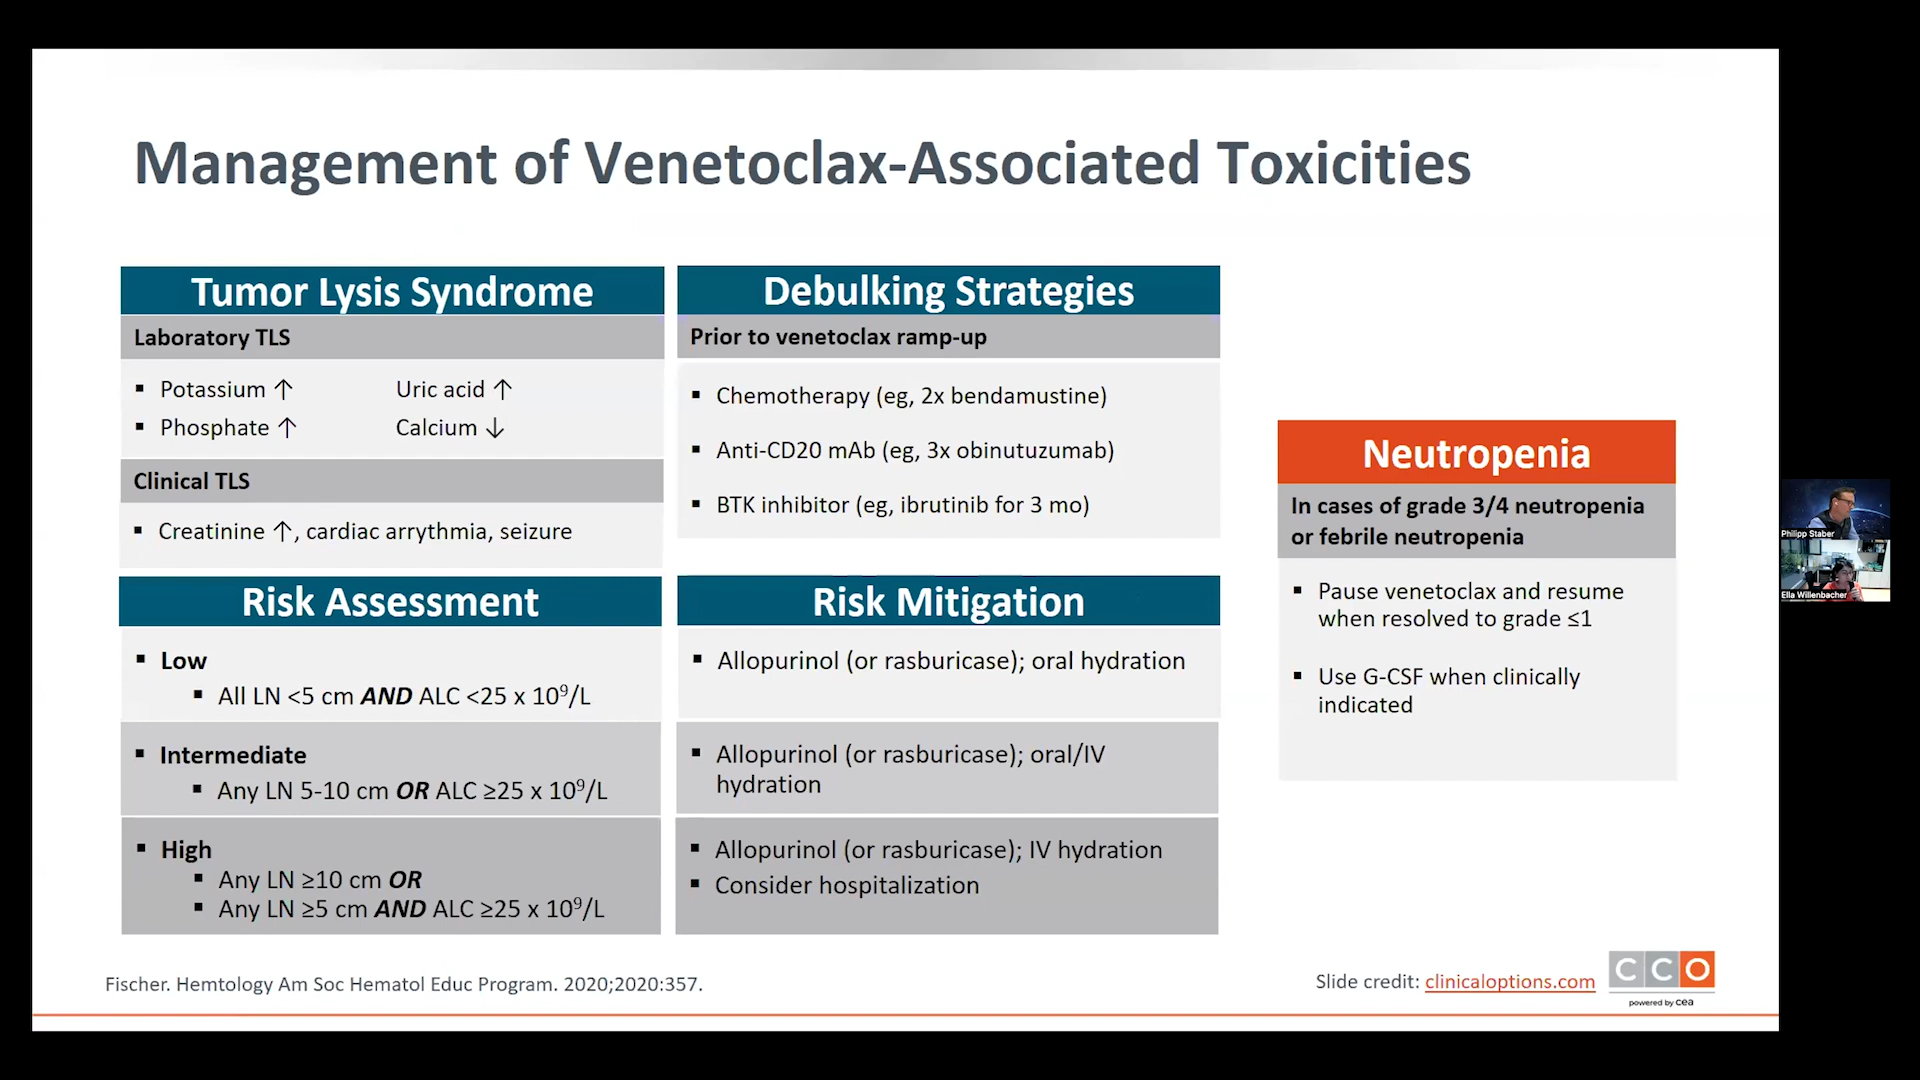 Management of Venetoclax-Associated Toxicities
Tumor Lysis Syndrome
Laboratory TLS
▪ Potassium ↑ Uric acid ↑
▪ Phosphate ↑ Calcium ↓
Clinical TLS
▪ Creatinine ↑, cardiac arrythmia, seizure
Debulking Strategies
Prior to venetoclax ramp-up
▪ Chemotherapy (eg, 2x bendamustine)
▪ Anti-CD20 mAb (eg, 3x obinutuzumab)
▪ BTK inhibitor (eg, ibrutinib for 3 mo)
Risk Assessment
▪ Low
▪ All LN <5 cm AND ALC <25 x 10⁹/L
▪ Intermediate
▪ Any LN 5-10 cm OR ALC ≥25 x 10⁹/L
▪ High
▪ Any LN ≥10 cm OR
▪ Any LN ≥5 cm AND ALC ≥25 x 10⁹/L
Risk Mitigation
▪ Allopurinol (or rasburicase); oral hydration
▪ Allopurinol (or rasburicase); oral/IV
hydration
▪ Allopurinol (or rasburicase); IV hydration
▪ Consider hospitalization
Neutropenia
In cases of grade 3/4 neutropenia
or febrile neutropenia
▪ Pause venetoclax and resume
when resolved to grade ≤1
▪ Use G-CSF when clinically
indicated
Philipp Staber
Ella Willenbacher
Fischer. Hemtology Am Soc Hematol Educ Program. 2020;2020:357.
Slide credit: clinicaloptions.com
CCO
powered by cea